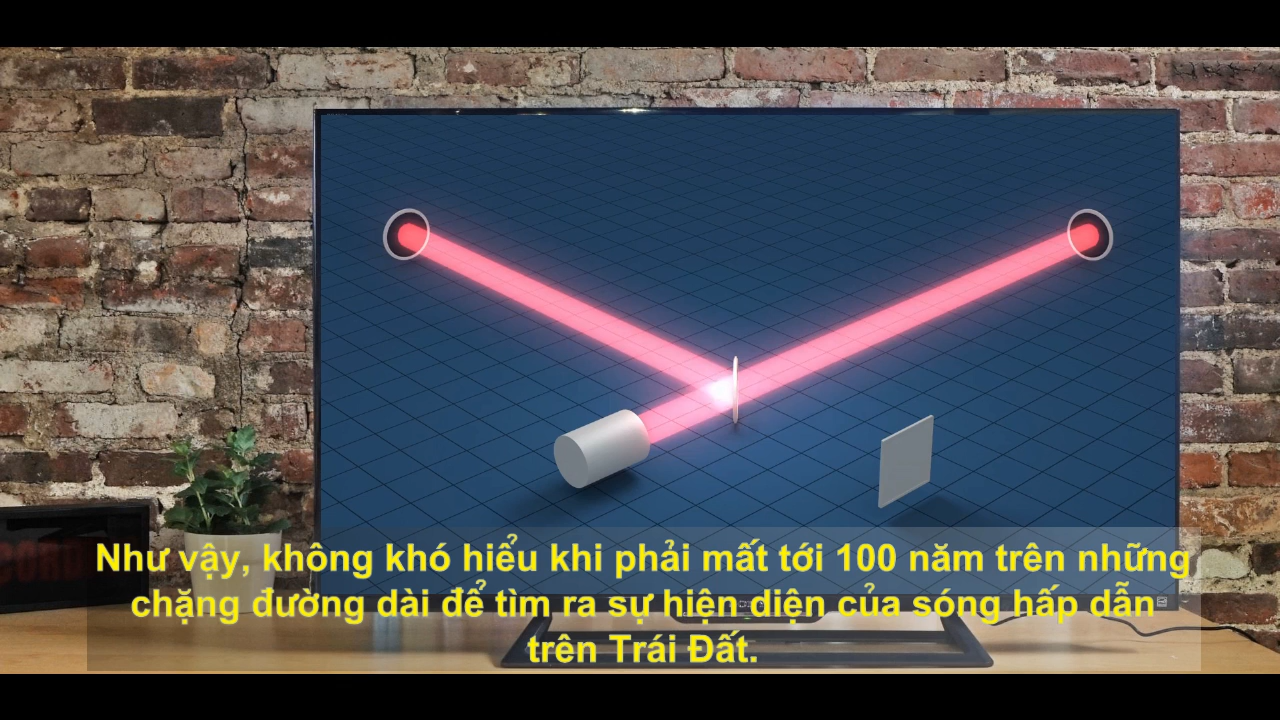 Như vậy, không khó hiểu khi phải mất tới 100 năm trên những
chặng đường dài để tìm ra sự hiện diện của sóng hấp dẫn
trên Trái Đất.